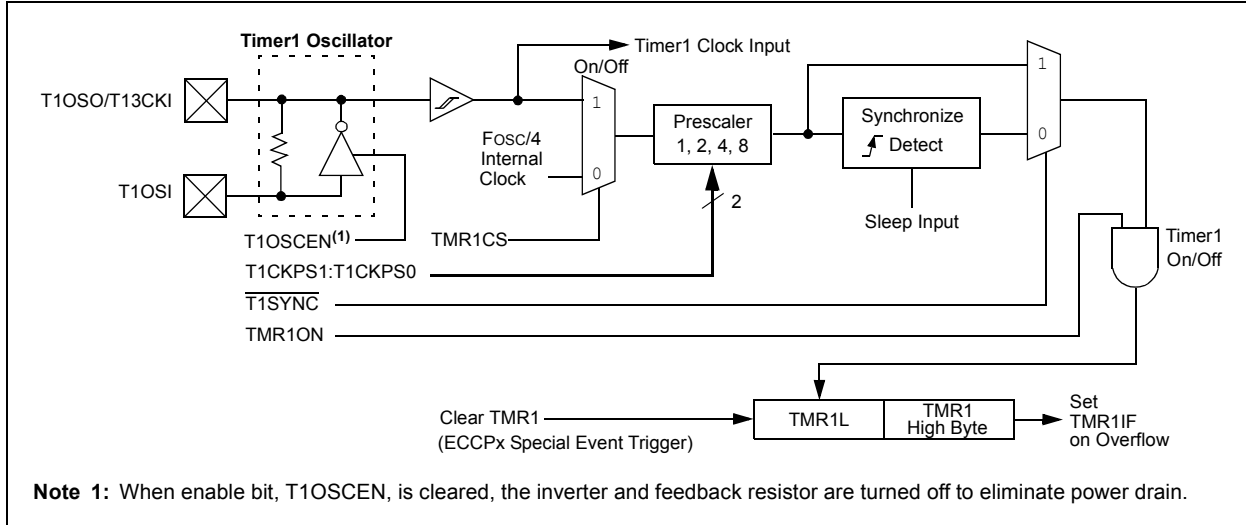 Timer1 Oscillator
Timer1 Clock Input
On/Off
1
T1OSO/T13CKI
1
Prescaler
1, 2, 4, 8
Synchronize
Detect
FOSC/4
Internal
Clock
0
0
T1OSI
2
Sleep Input
T1OSCEN(1)
TMR1CS
Timer1
On/Off
T1CKPS1:T1CKPS0
T1SYNC
TMR1ON
Clear TMR1
(ECCPx Special Event Trigger)
TMR1L
TMR1
High Byte
Set
TMR1IF
on Overflow
Note 1: When enable bit, T1OSCEN, is cleared, the inverter and feedback resistor are turned off to eliminate power drain.